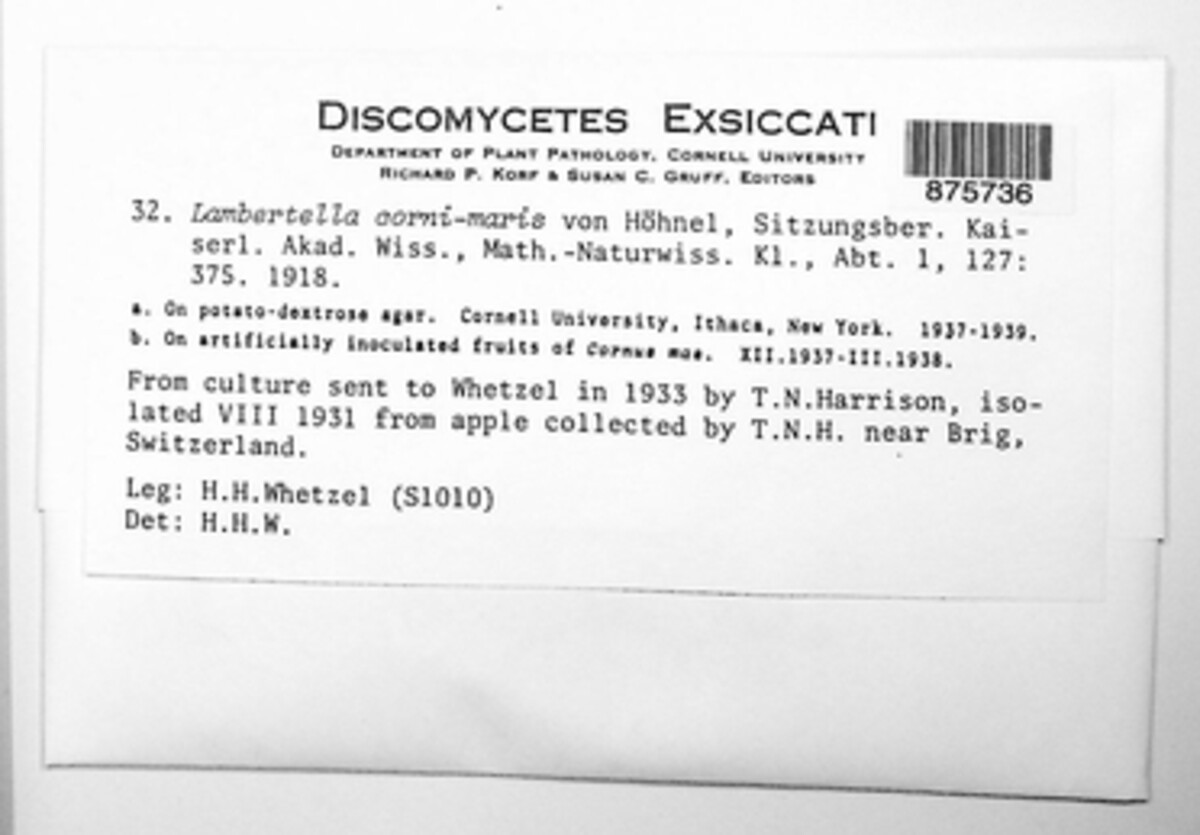 DISCOMYCETES EXSICCATI
DEPARTMENT OF PLANT PATHOLOGY, CORNELL UNIVERSITY
RICHARD P. KORF & SUSAN C. GRUFF, EDITORS
875736
32. Lambertella corni-maris von Höhnel, Sitzungsber. Kai-
serl. Akad. Wiss., Math.-Naturwiss. Kl., Abt. 1, 127:
375. 1918.
a. On potato-dextrose agar. Cornell University, Ithaca, New York. 1937-1939.
b. On artificially inoculated fruits of Cornus mas. XII.1937-III.1938.
From culture sent to Whetzel in 1933 by T.N.Harrison, iso-
lated VIII 1931 from apple collected by T.N.H. near Brig,
Switzerland.
Leg: H.H.Whetzel (S1010)
Det: H.H.W.